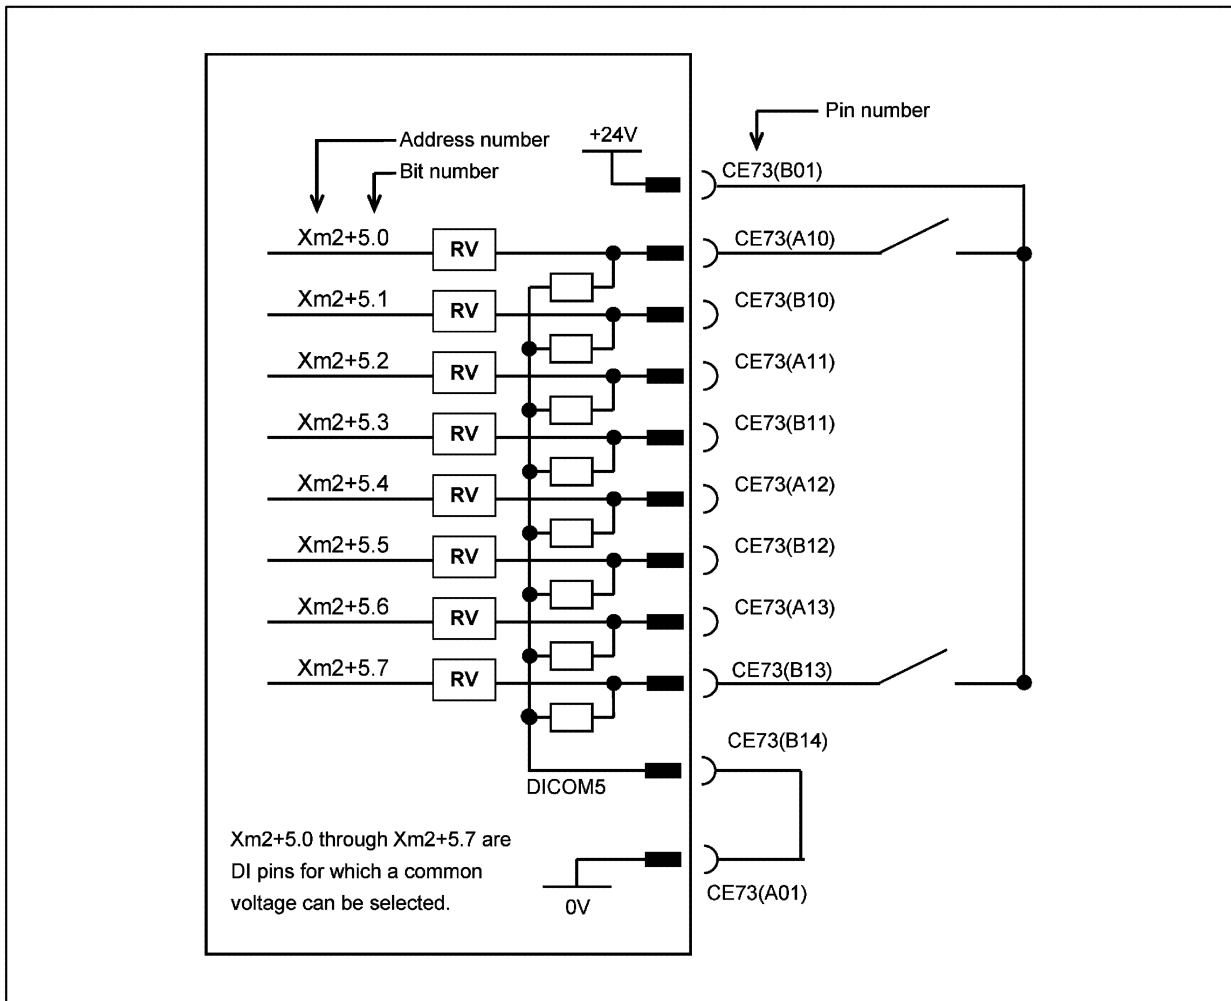 Pin number
+24V
Address number
CE73(B01)
Bit number
Xm2+5.0 RV CE73(A10)
Xm2+5.1 RV CE73(B10)
Xm2+5.2 RV CE73(A11)
Xm2+5.3 RV CE73(B11)
Xm2+5.4 RV CE73(A12)
Xm2+5.5 RV CE73(B12)
Xm2+5.6 RV CE73(A13)
Xm2+5.7 RV CE73(B13)
CE73(B14)
DICOM5
Xm2+5.0 through Xm2+5.7 are
DI pins for which a common
voltage can be selected.
0V
CE73(A01)